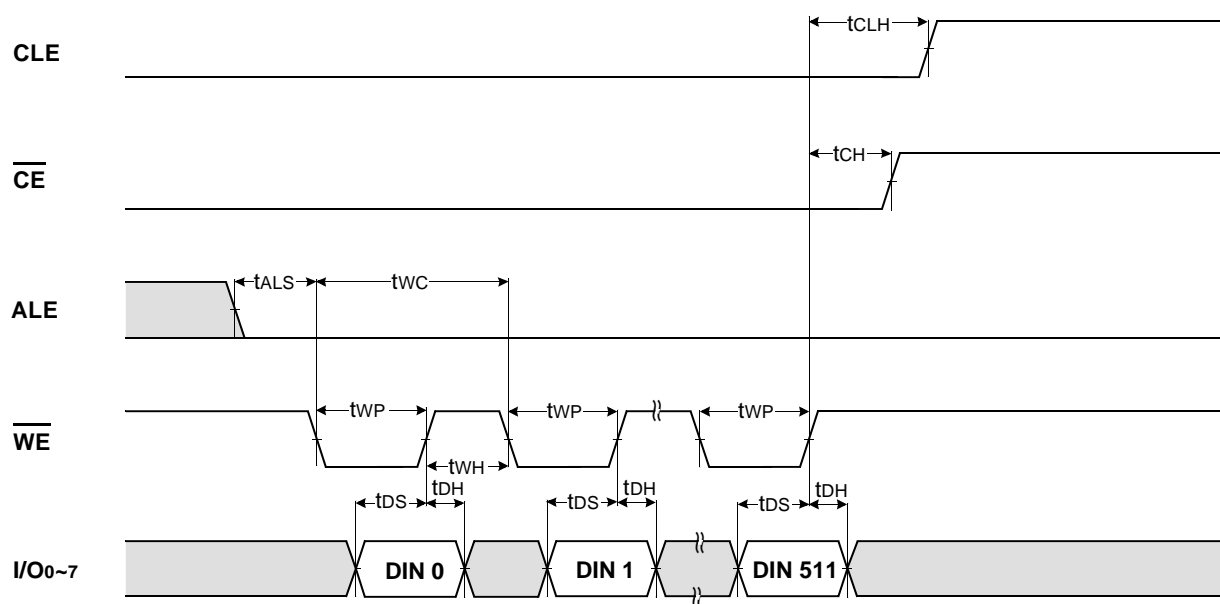 tCLH
CLE
tCH
CE
tALS
tWC
ALE
tWP
tWP
tWP
WE
tWH
tDS
tDH
tDS
tDH
tDS
tDH
I/O0~7
DIN 0
DIN 1
DIN 511